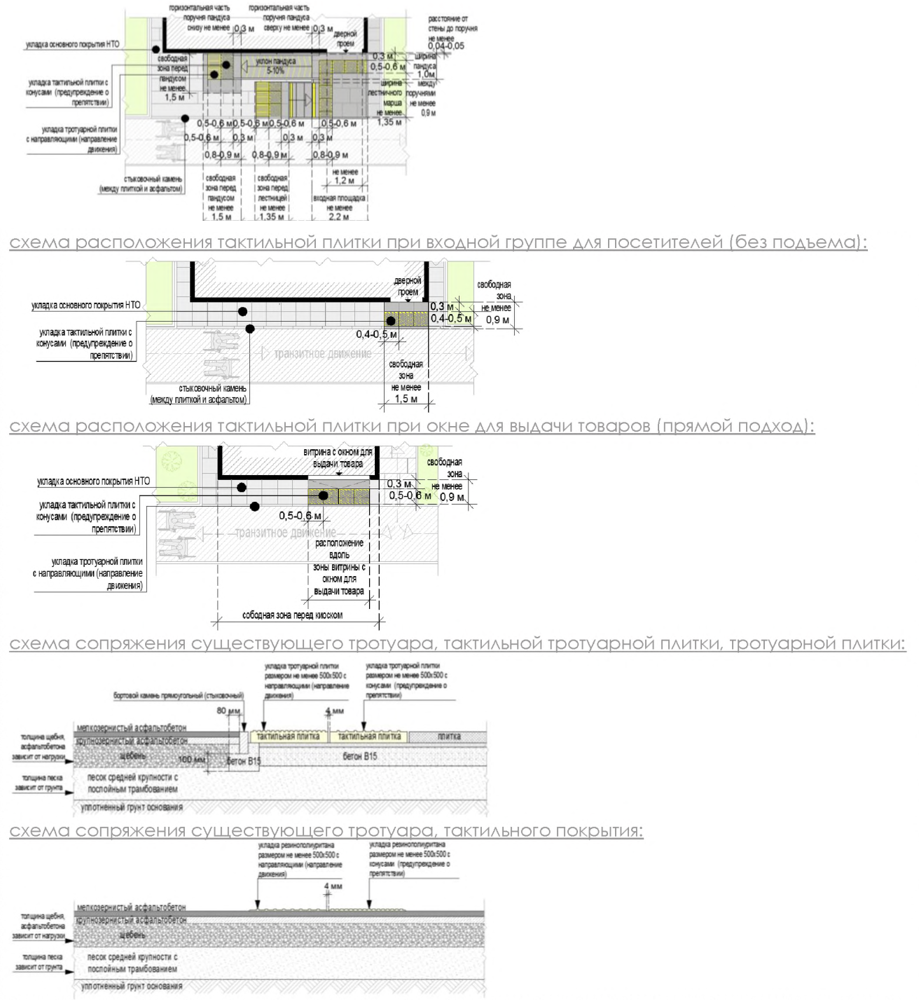 горизонтальная часть
поручня пандуса
снизу не менее
0,3 м
горизонтальная часть
поручня пандуса
сверху не менее
0,3 м
дверной
проем
расстояние от
стены до поручня
не менее
0,04-0,05
укладка основного покрытия НТО
укладка тактильной плитки с
конусами (предупреждение о
препятствии)
укладка тротуарной плитки
с направляющими (направление
движения)
стыковочный камень
(между плиткой и асфальтом)
свободная
зона перед
пандусом
не менее
1,5 м
уклон пандуса
5-10%
0,3 м
0,5-0,6 м
ширина
пандуса
1,0м
между
поручнями
не менее
0,9 м
ширина
лестничного
марша
не менее
1,35 м
0,5-0,6 м
0,5-0,6 м
0,5-0,6 м
0,5-0,6 м
0,5-0,6 м
0,3 м
0,3 м
0,3 м
0,8-0,9 м
0,8-0,9 м
0,8-0,9 м
не менее
1,2 м
свободная
зона перед
пандусом
не менее
1,5 м
свободная
зона перед
лестницей
не менее
1,35 м
входная площадка
не менее
2,2 м
схема расположения тактильной плитки при входной группе для посетителей (без подъема):
дверной
проем
свободная
зона
не менее
0,9 м
0,3 м
0,4-0,5 м
укладка основного покрытия НТО
укладка тактильной плитки с
конусами (предупреждение о
препятствии)
0,4-0,5 м
транзитное движение
стыковочный камень
(между плиткой и асфальтом)
свободная
зона
не менее
1,5 м
схема расположения тактильной плитки при окне для выдачи товаров (прямой подход):
витрина с окном для
выдачи товара
свободная
зона
не менее
0,9 м
0,3 м
0,5-0,6 м
укладка основного покрытия НТО
укладка тактильной плитки с
конусами (предупреждение о
препятствии)
0,5-0,6 м
транзитное движение
укладка тротуарной плитки
с направляющими (направление
движения)
расположение
вдоль
зоны витрины с
окном для
выдачи товара
сободная зона перед киоском
схема сопряжения существующего тротуара, тактильной тротуарной плитки, тротуарной плитки:
укладка тротуарной плитки
размером не менее 500х500 с
направляющими (направление
движения)
укладка тротуарной плитки
размером не менее 500х500 с
конусами (предупреждение о
препятствии)
бортовой камень прямоугольный (стыковочный)
80 мм
4 мм
мелкозернистый асфальтобетон
крупнозернистый асфальтобетон
тактильная плитка
тактильная плитка
плитка
толщина щебня,
асфальтобетона
зависит от нагрузки
щебень
100 мм
бетон В15
бетон В15
толщина песка
зависит от грунта
песок средней крупности с
послойным трамбованием
уплотненный грунт основания
схема сопряжения существующего тротуара, тактильного покрытия:
укладка резинополиуритана
размером не менее 500х500 с
направляющими (направление
движения)
укладка резинополиуритана
размером не менее 500х500 с
конусами (предупреждение о
препятствии)
4 мм
мелкозернистый асфальтобетон
крупнозернистый асфальтобетон
толщина щебня,
асфальтобетона
зависит от нагрузки
щебень
толщина песка
зависит от грунта
песок средней крупности с
послойным трамбованием
уплотненный грунт основания